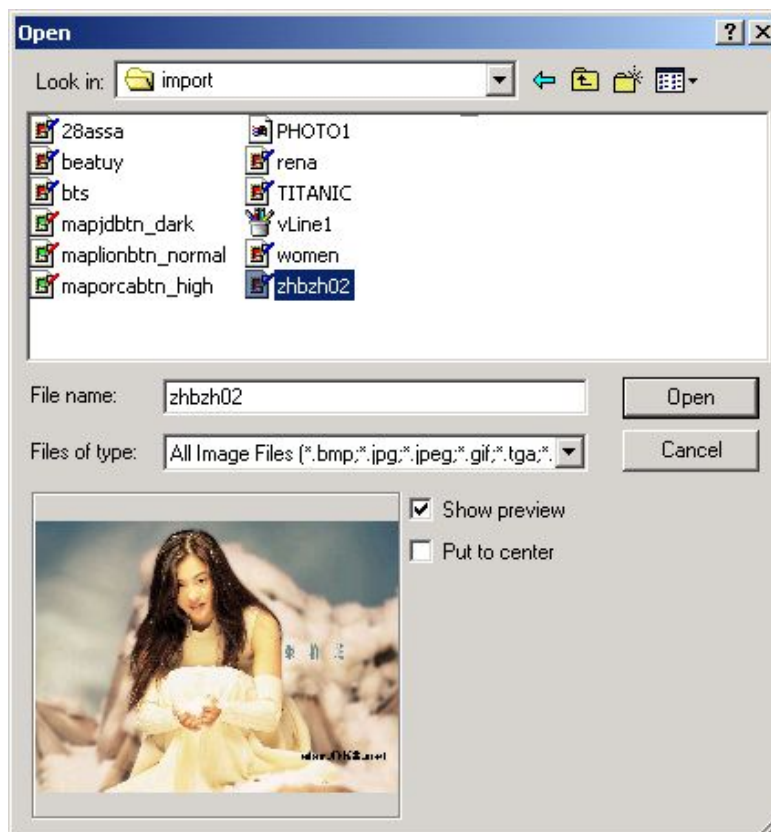 Open
Look in: import
28assa
beatuy
bts
mapjdbtn_dark
maplionbtn_normal
maporcabtn_high
PHOTO1
rena
TITANIC
vLine1
women
zhbzh02
File name: zhbzh02 Open
Files of type: All Image Files (*.bmp;*.jpg;*.jpeg;*.gif;*.tga;*. Cancel
Show preview
Put to center